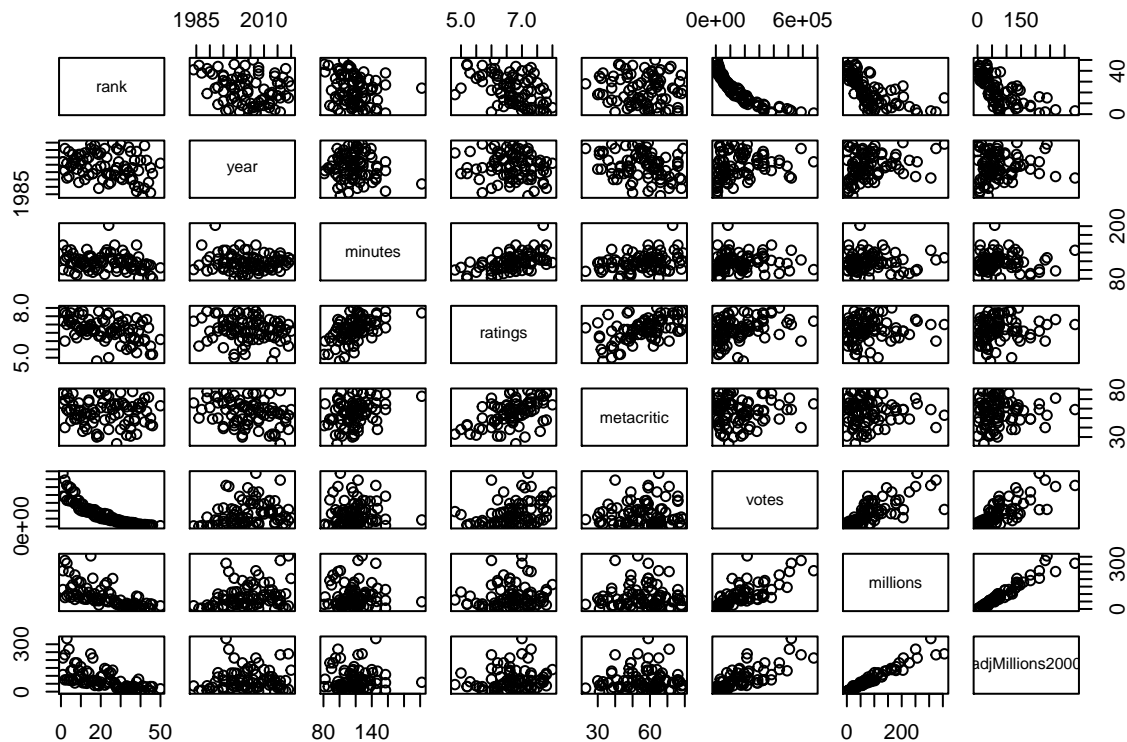 1985 2010 5.0 7.0 0e+00 6e+05 0 150
rank 0 40
1985 year
minutes 80 200
5.0 8.0 ratings
metacritic 30 80
0e+00 votes
millions 0 300
0 300 adjMillions2000
0 20 50 80 140 30 60 0 200